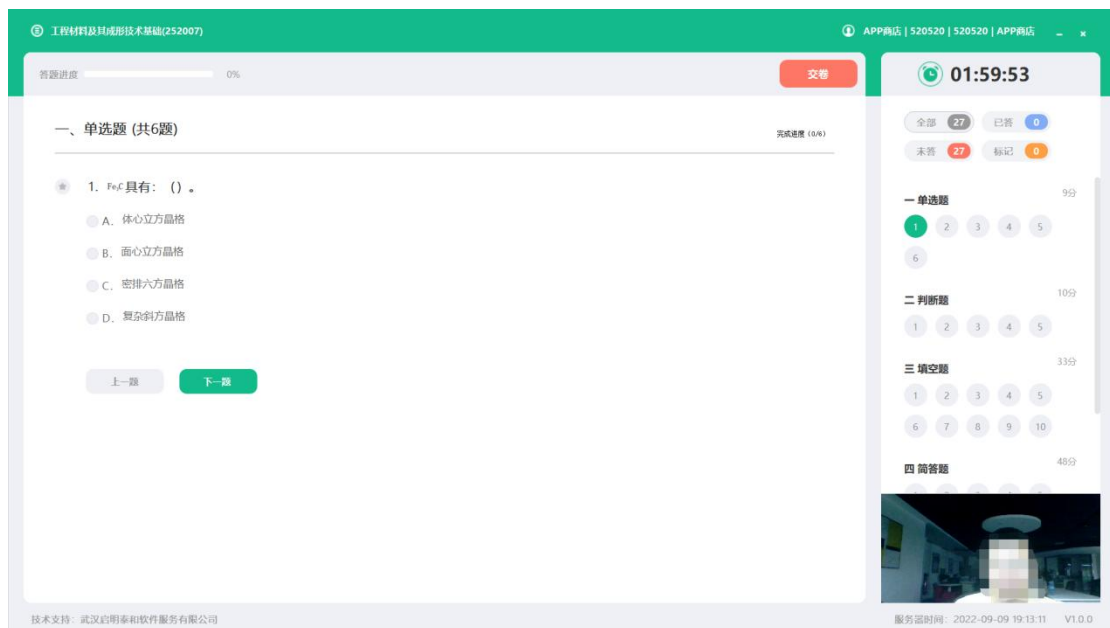 工程材料及其成形技术基础(252007)
APP商店 | 520520 | 520520 | APP商店
答题进度 0%
交卷
01:59:53
一、单选题 (共6题)
完成进度 (0/6)
1. Fe₃C 具有： （）。
A. 体心立方晶格
B. 面心立方晶格
C. 密排六方晶格
D. 复杂斜方晶格
上一题 下一题
全部 27 已答 0
未答 27 标记 0
一 单选题 9分
1 2 3 4 5
6
二 判断题 10分
1 2 3 4 5
三 填空题 33分
1 2 3 4 5
6 7 8 9 10
四 简答题 48分
技术支持: 武汉启明泰和软件服务有限公司
服务器时间: 2022-09-09 19:13:11 V1.0.0